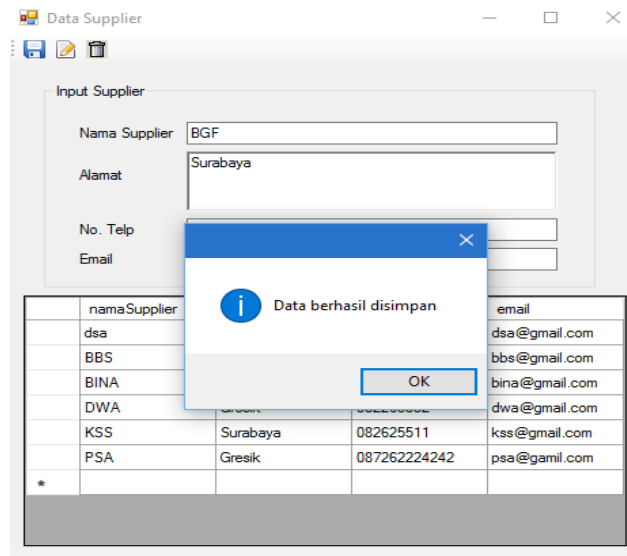 Data Supplier
Input Supplier
Nama Supplier BGF
Alamat Surabaya
No. Telp
Email
Data berhasil disimpan
OK
namaSupplier email
dsa dsa@gmail.com
BBS bbs@gmail.com
BINA bina@gmail.com
DWA dwa@gmail.com
KSS Surabaya 082625511 kss@gmail.com
PSA Gresik 087262224242 psa@gamil.com
*